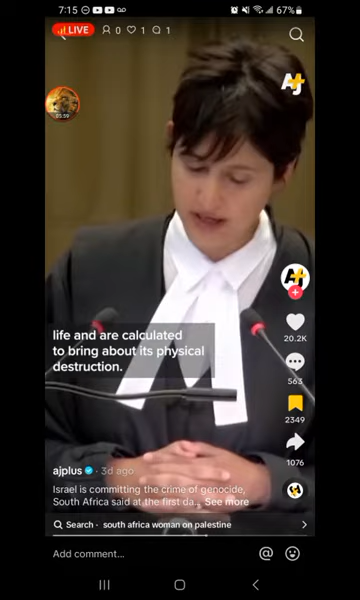 7:15
67%
LIVE 0 1 1
05:59
life and are calculated
to bring about its physical
destruction.
20.2K
563
2349
1076
ajplus · 3d ago
Israel is committing the crime of genocide,
South Africa said at the first da... See more
Search · south africa woman on palestine
Add comment...